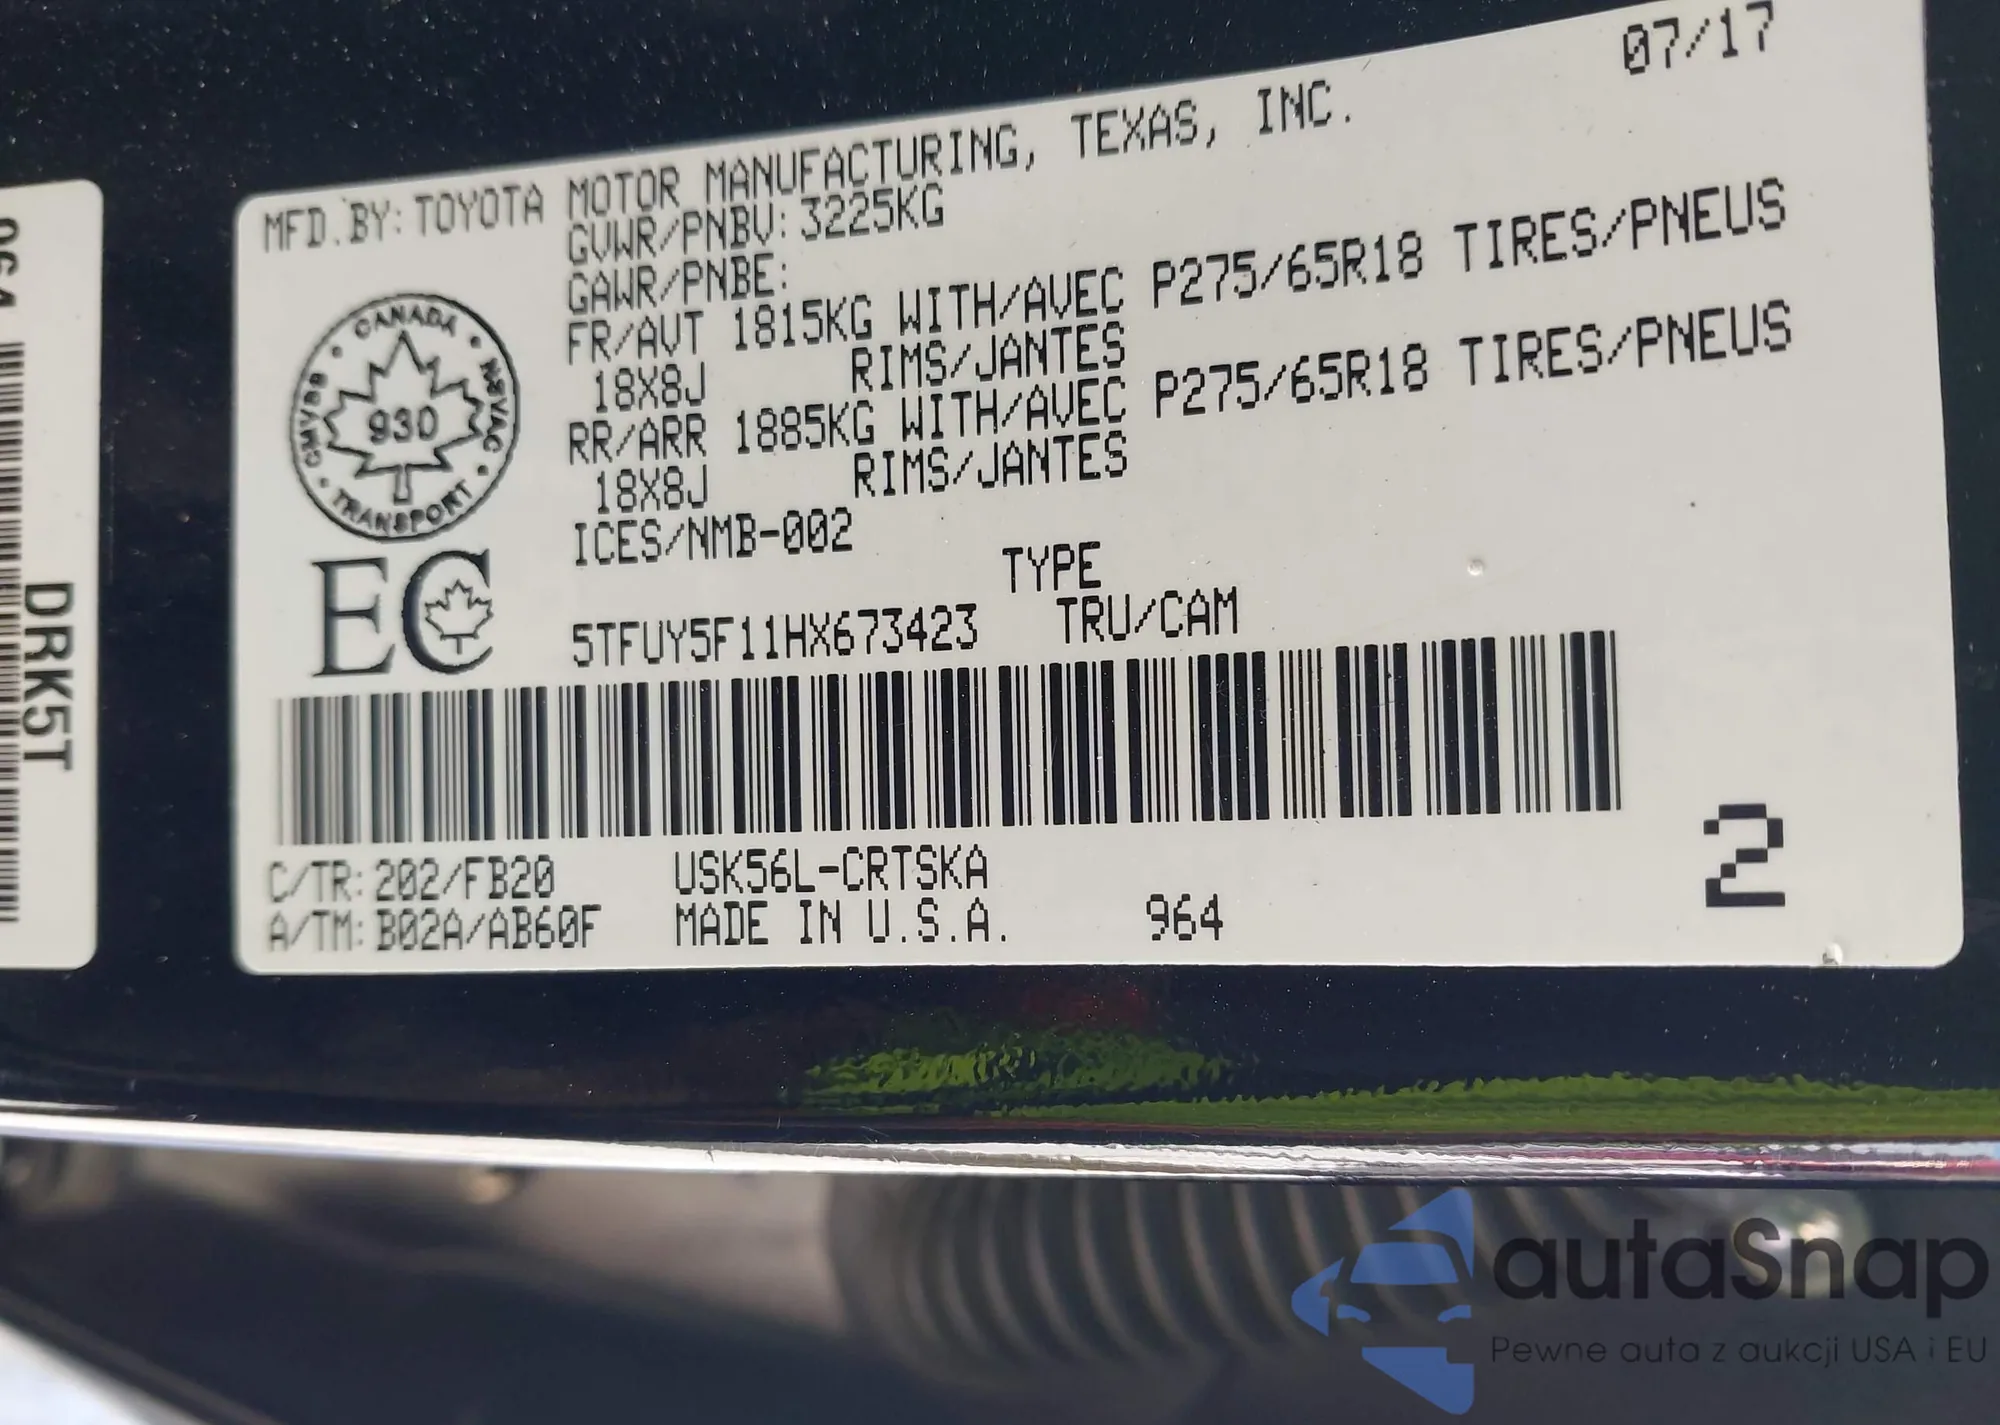 07/17
MFD.BY: TOYOTA MOTOR MANUFACTURING, TEXAS, INC.
GVWR/PNBV: 3225KG
GAWR/PNBE:
FR/AVT 1815KG WITH/AVEC P275/65R18 TIRES/PNEUS
18X8J RIMS/JANTES
RR/ARR 1885KG WITH/AVEC P275/65R18 TIRES/PNEUS
18X8J RIMS/JANTES
ICES/NMB-002
CANADA
NSVAC
TRANSPORT
CMVSS
930
EC
TYPE
5TFUY5F11HX673423 TRU/CAM
C/TR: 202/FB20 USK56L-CRTSKA
A/TM: B02A/AB60F MADE IN U.S.A. 964
2
DRK5T
autaSnap
Pewne auta z aukcji USA i EU